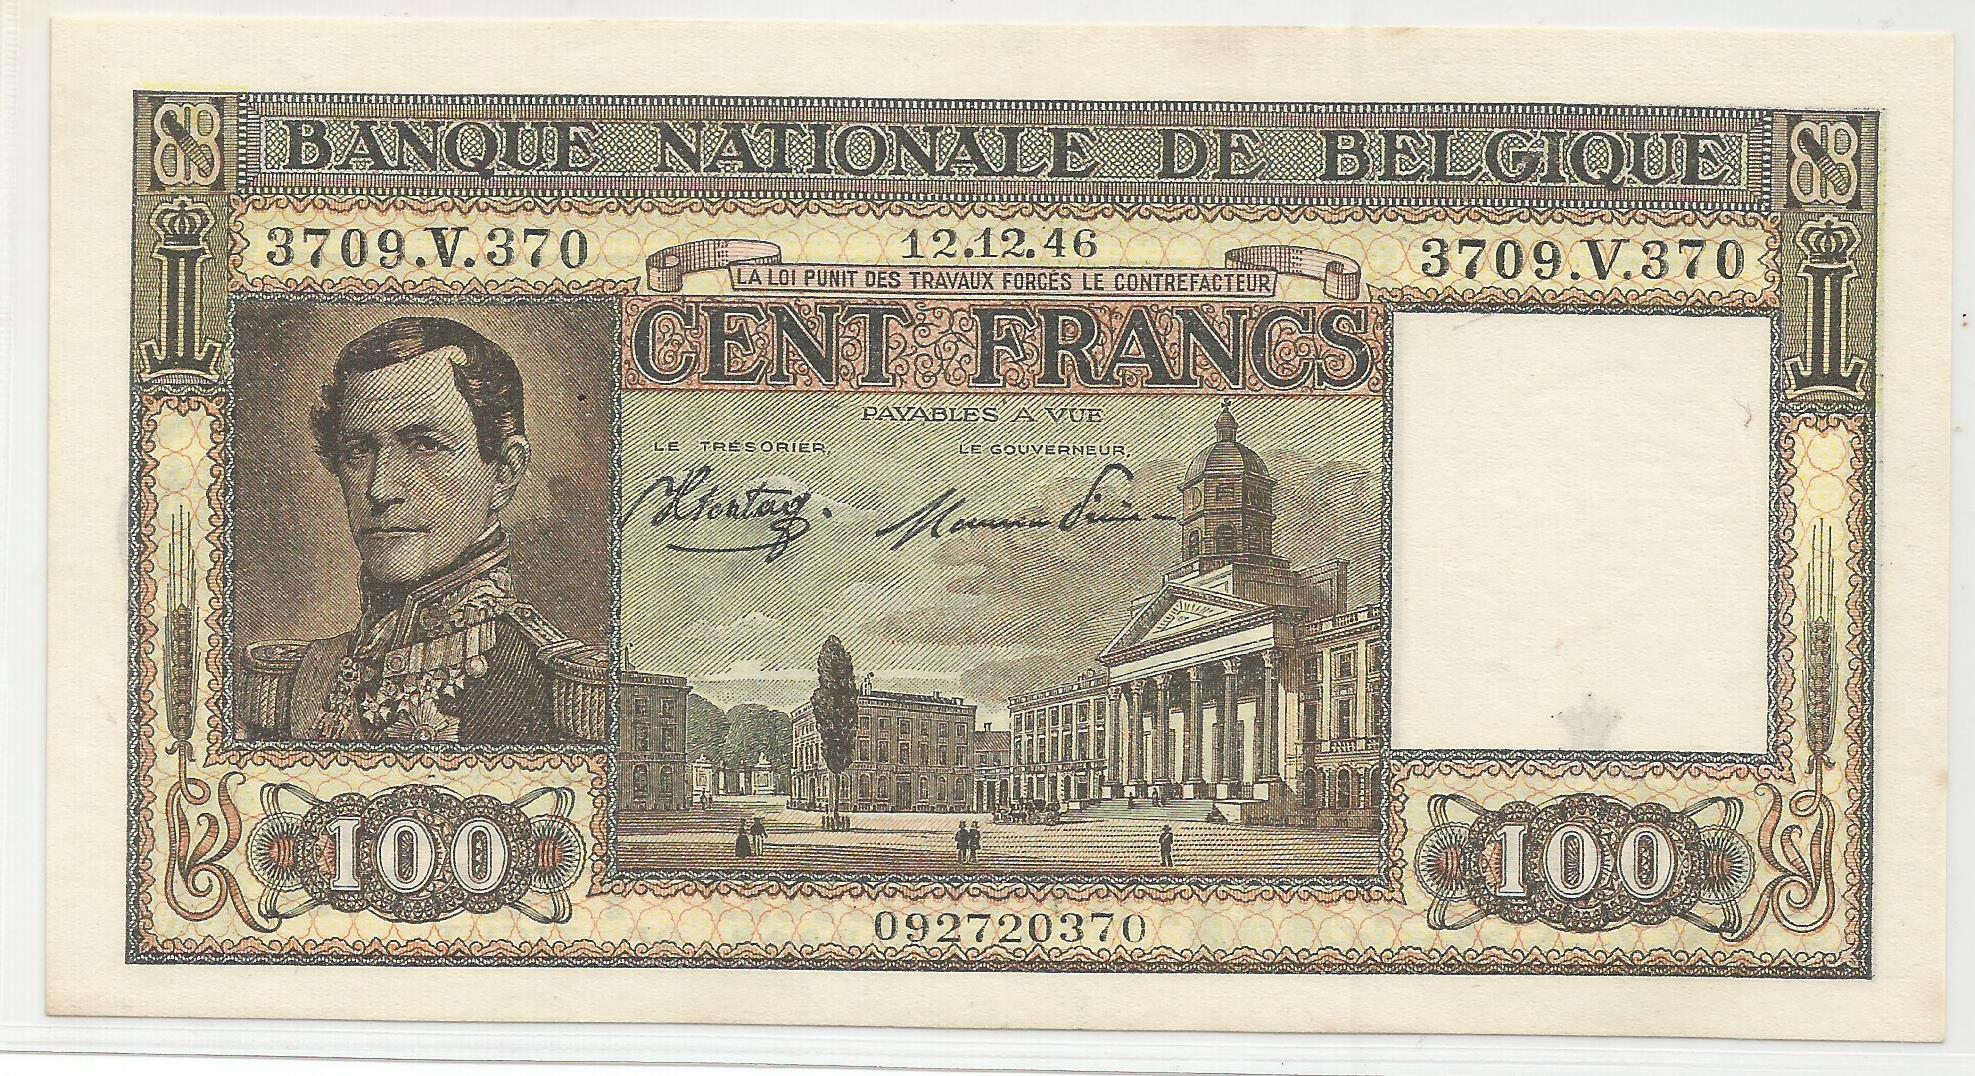 BANQUE NATIONALE DE BELGIQUE
3709.V.370 12.12.46 3709.V.370
LA LOI PUNIT DES TRAVAUX FORCÉS LE CONTREFACTEUR
CENT FRANCS
PAYABLES A VUE
LE TRÉSORIER, LE GOUVERNEUR,
100 100
092720370